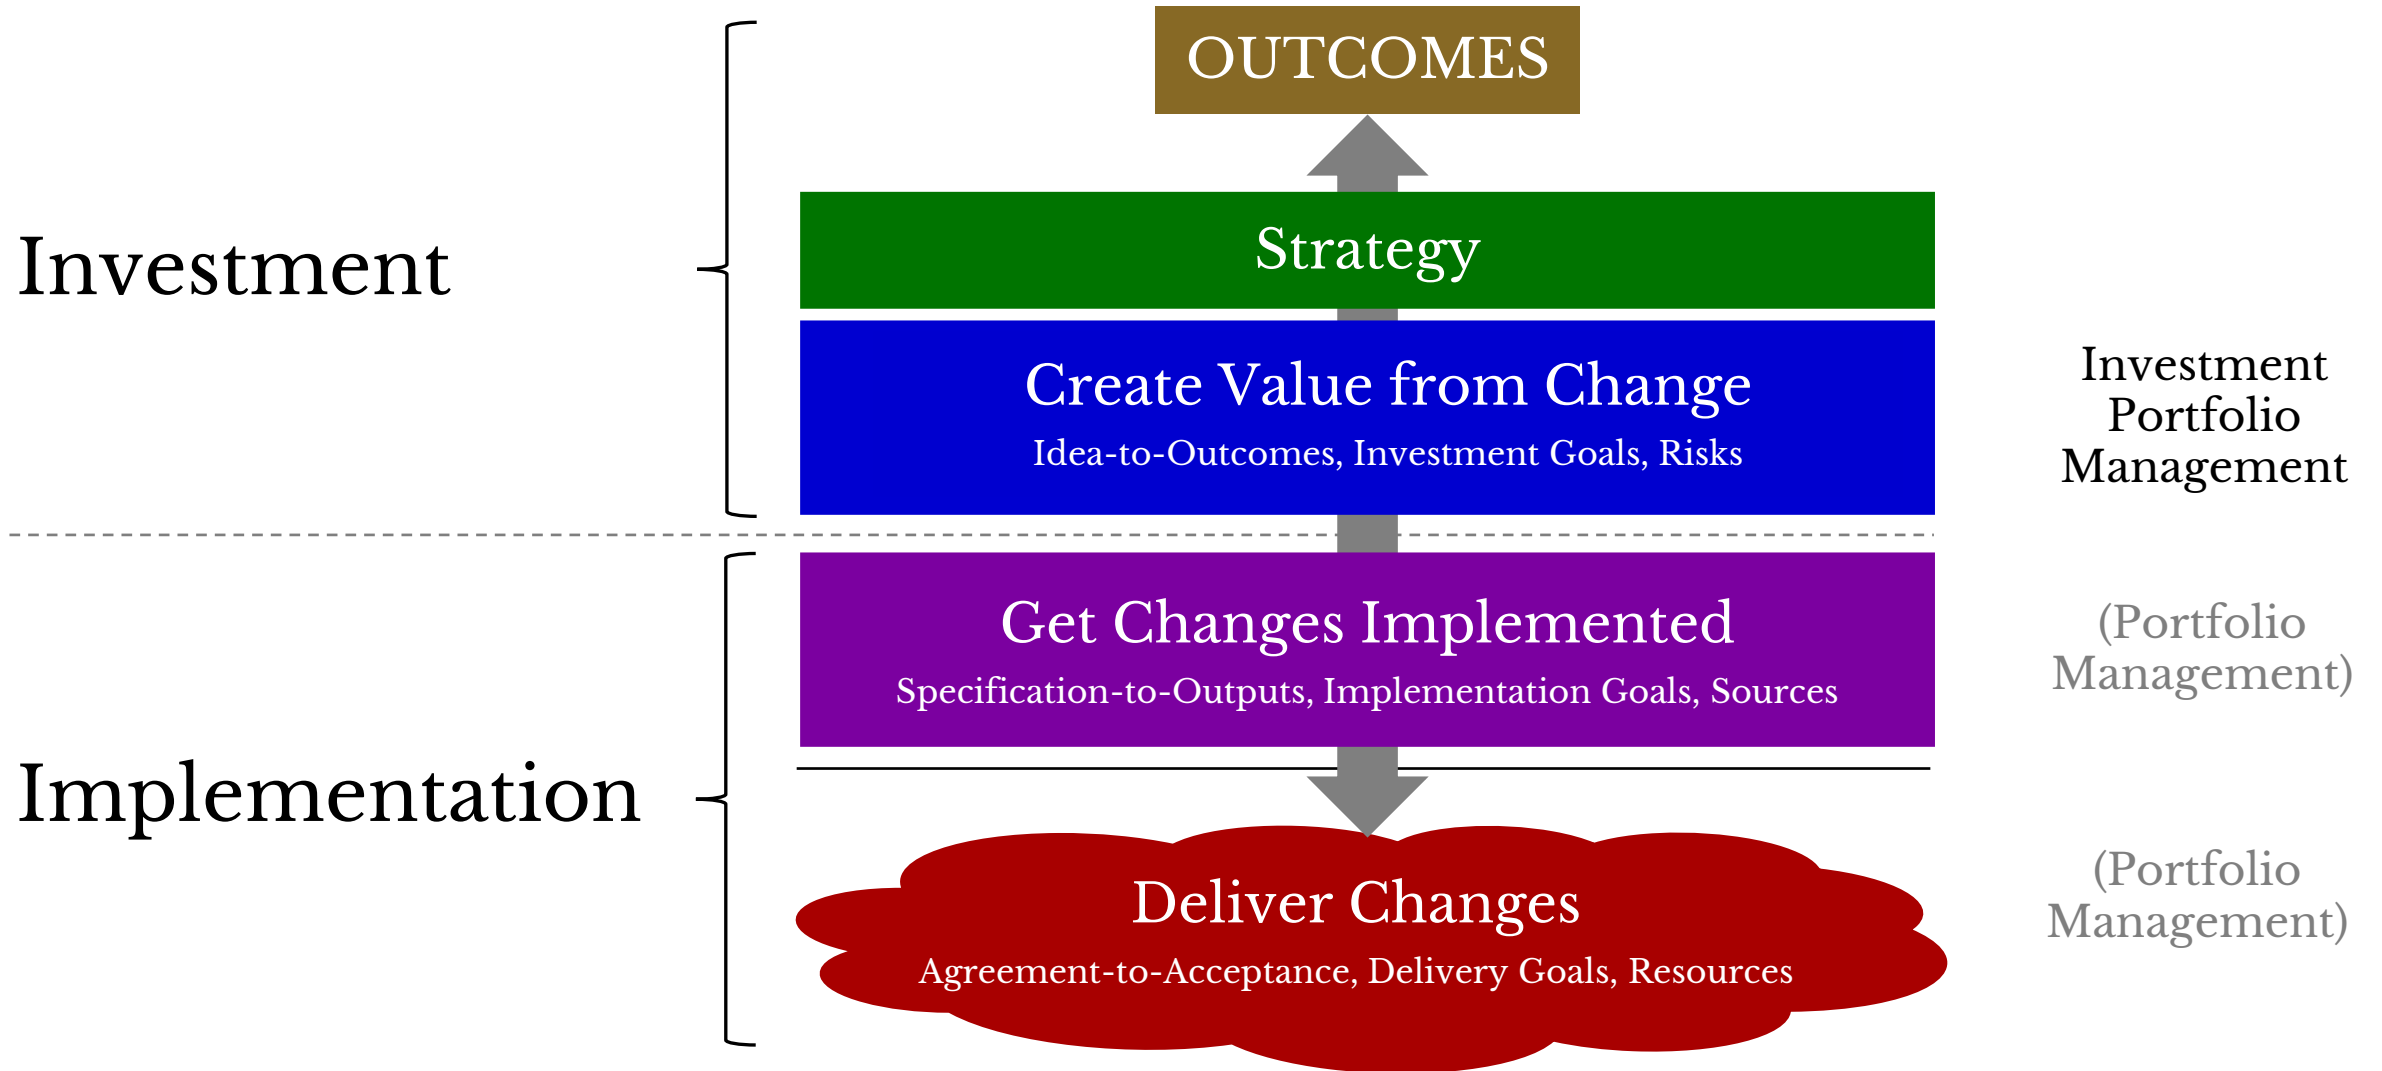 OUTCOMES
Strategy
Investment
Create Value from Change
Idea-to-Outcomes, Investment Goals, Risks
Investment
Portfolio
Management
Get Changes Implemented
Specification-to-Outputs, Implementation Goals, Sources
(Portfolio
Management)
Implementation
Deliver Changes
Agreement-to-Acceptance, Delivery Goals, Resources
(Portfolio
Management)